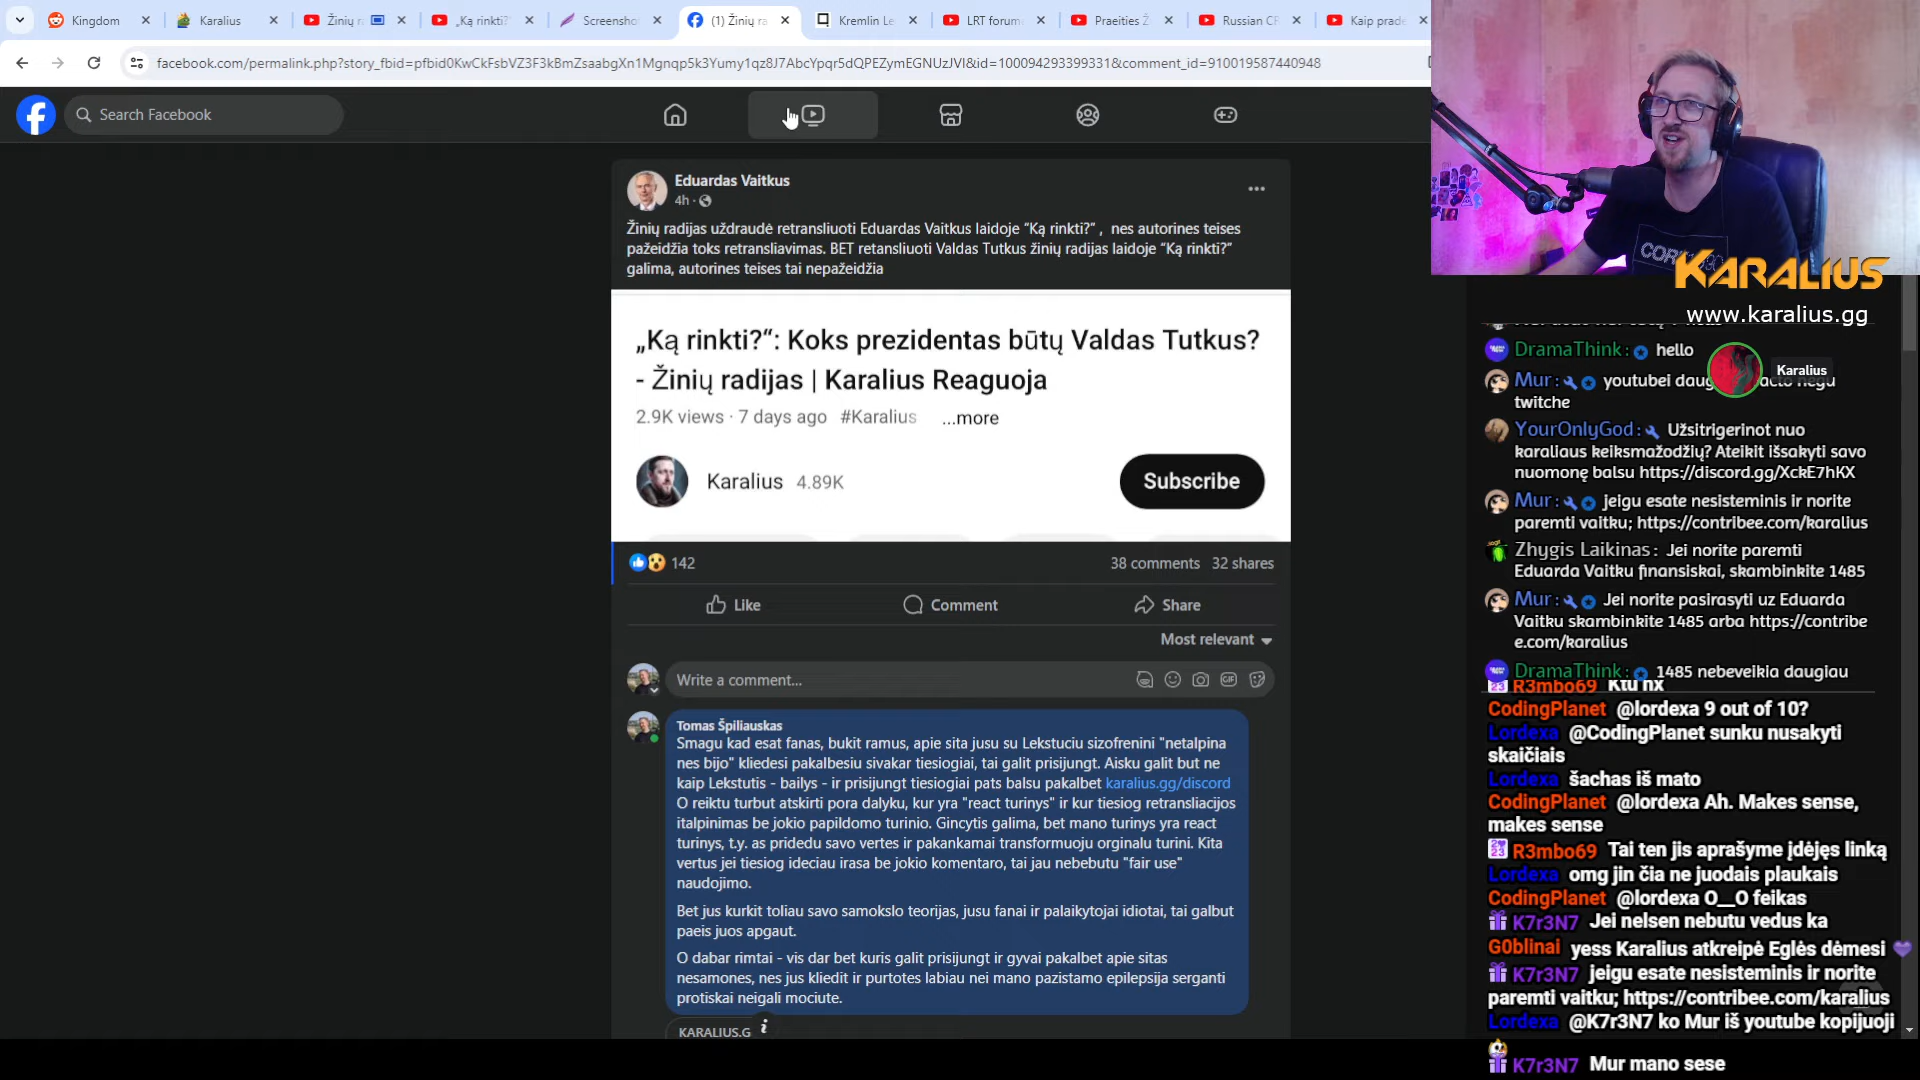 Kingdom
Karalius
Žinių ra
„Ką rinkti?"
Screensho
(1) Žinių ra
Kremlin Le
LRT forum
Praeities Ž
Russian CR
Kaip prade
facebook.com/permalink.php?story_fbid=pfbid0KwCkFsbVZ3F3kBmZsaabgXn1Mgnqp5k3Yumy1qz8J7AbcYpqr5dQPEZymEGNUzJVl&id=100094293399331&comment_id=910019587440948
Search Facebook
Eduardas Vaitkus
4h ·
Žinių radijas uždraudė retransliuoti Eduardas Vaitkus laidoje “Ką rinkti?” , nes autorines teises
pažeidžia toks retransliavimas. BET retansliuoti Valdas Tutkus žinių radijas laidoje “Ką rinkti?”
galima, autorines teises tai nepažeidžia
„Ką rinkti?“: Koks prezidentas būtų Valdas Tutkus?
- Žinių radijas | Karalius Reaguoja
2.9K views · 7 days ago #Karalius ...more
Karalius 4.89K
Subscribe
142
38 comments 32 shares
Like
Comment
Share
Most relevant
Write a comment...
GIF
Tomas Špiliauskas
Smagu kad esat fanas, bukit ramus, apie sita jusu su Lekstuciu sizofrenini "netalpina
nes bijo" kliedesi pakalbesiu sivakar tiesiogiai, tai galit prisijungt. Aisku galit but ne
kaip Lekstutis - bailys - ir prisijungt tiesiogiai pats balsu pakalbet karalius.gg/discord
O reiktu turbut atskirti pora dalyku, kur yra "react turinys" ir kur tiesiog retransliacijos
italpinimas be jokio papildomo turinio. Gincytis galima, bet mano turinys yra react
turinys, t.y. as pridedu savo vertes ir pakankamai transformuoju orginalu turini. Kita
vertus jei tiesiog ideciau irasa be jokio komentaro, tai jau nebebutu "fair use"
naudojimo.
Bet jus kurkit toliau savo samokslo teorijas, jusu fanai ir palaikytojai idiotai, tai galbut
paeis juos apgaut.
O dabar rimtai - vis dar bet kuris galit prisijungt ir gyvai pakalbet apie sitas
nesamones, nes jus kliedit ir purtotes labiau nei mano pazistamo epilepsija serganti
protiskai neigali mociute.
KARALIUS.G
KARALIUS
www.karalius.gg
DramaThink: hello
Karalius
Mur: youtubei daug negu
twitche
YourOnlyGod: Užsitrigerinot nuo
karaliaus keiksmažodžių? Ateikit išsakyti savo
nuomonę balsu https://discord.gg/XckE7hKX
Mur: jeigu esate nesisteminis ir norite
paremti vaitku; https://contribee.com/karalius
Zhygis Laikinas: Jei norite paremti
Eduarda Vaitku finansiskai, skambinkite 1485
Mur: Jei norite pasirasyti uz Eduarda
Vaitku skambinkite 1485 arba https://contribe
e.com/karalius
DramaThink: 1485 nebeveikia daugiau
R3mbo69 Ktu nx
CodingPlanet @lordexa 9 out of 10?
Lordexa @CodingPlanet sunku nusakyti
skaičiais
Lordexa šachas iš mato
CodingPlanet @lordexa Ah. Makes sense,
makes sense
R3mbo69 Tai ten jis aprašyme įdėjęs linką
Lordexa omg jin čia ne juodais plaukais
CodingPlanet @lordexa O__O feikas
K7r3N7 Jei nelsen nebutu vedus ka
G0blinai yess Karalius atkreipė Eglės dėmesi
K7r3N7 jeigu esate nesisteminis ir norite
paremti vaitku; https://contribee.com/karalius
Lordexa @K7r3N7 ko Mur iš youtube kopijuoji
K7r3N7 Mur mano sese